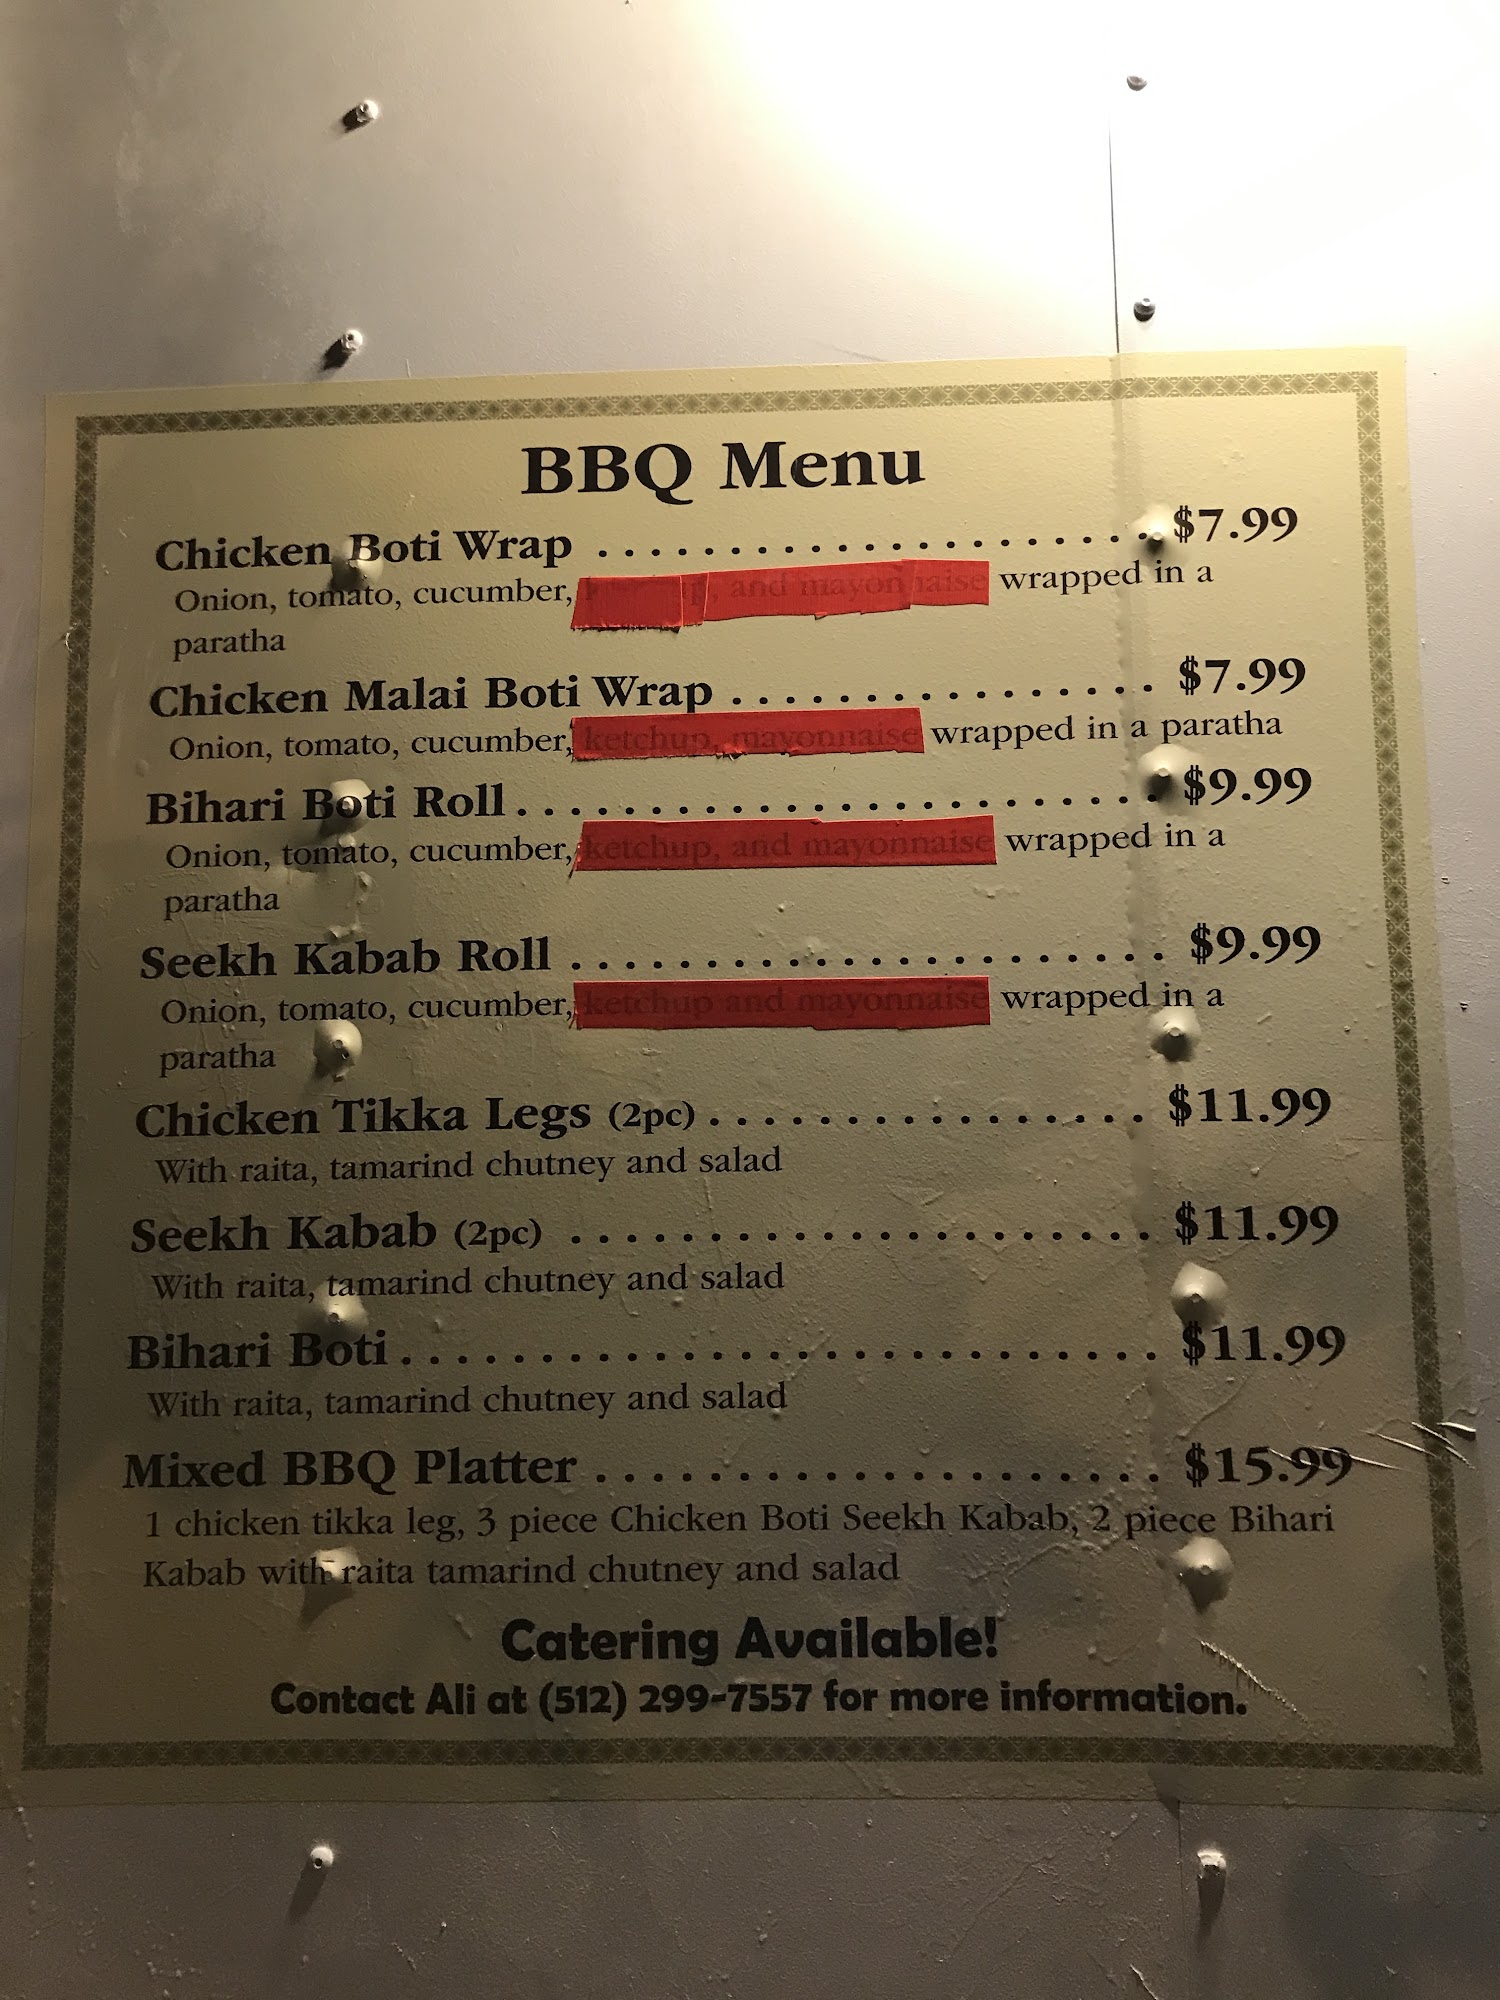 BBQ Menu
Chicken Boti Wrap . . . . . . . . . . . . . . . . . . . . . $7.99
Onion, tomato, cucumber, ketchup, and mayonnaise wrapped in a
paratha
Chicken Malai Boti Wrap . . . . . . . . . . . . . . . . $7.99
Onion, tomato, cucumber, ketchup, mayonnaise wrapped in a paratha
Bihari Boti Roll . . . . . . . . . . . . . . . . . . . . . . . . $9.99
Onion, tomato, cucumber, ketchup, and mayonnaise wrapped in a
paratha
Seekh Kabab Roll . . . . . . . . . . . . . . . . . . . . . . $9.99
Onion, tomato, cucumber, ketchup and mayonnaise wrapped in a
paratha
Chicken Tikka Legs (2pc) . . . . . . . . . . . . . . . . $11.99
With raita, tamarind chutney and salad
Seekh Kabab (2pc) . . . . . . . . . . . . . . . . . . . . . $11.99
With raita, tamarind chutney and salad
Bihari Boti . . . . . . . . . . . . . . . . . . . . . . . . . . . . $11.99
With raita, tamarind chutney and salad
Mixed BBQ Platter . . . . . . . . . . . . . . . . . . . . . $15.99
1 chicken tikka leg, 3 piece Chicken Boti Seekh Kabab, 2 piece Bihari
Kabab with raita tamarind chutney and salad
Catering Available!
Contact Ali at (512) 299-7557 for more information.